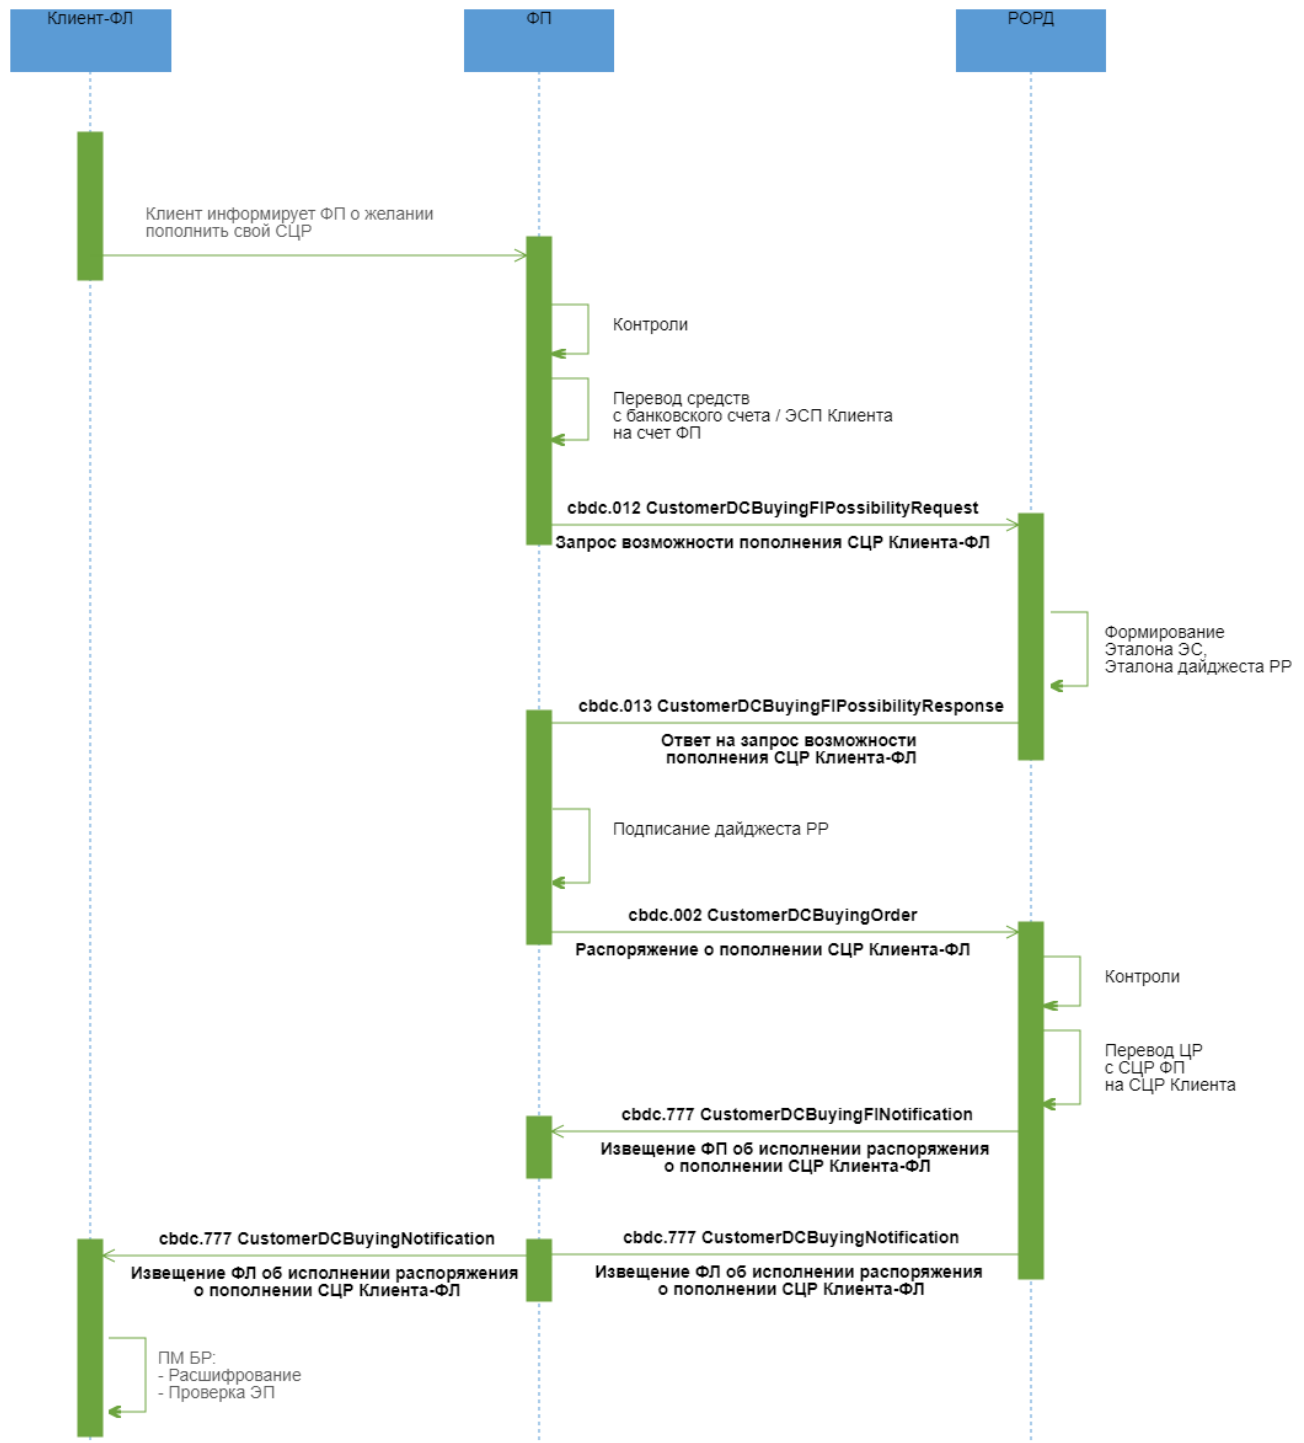 Клиент-ФЛ
ФП
РОРД
Клиент информирует ФП о желании
пополнить свой СЦР
Контроли
Перевод средств
с банковского счета / ЭСП Клиента
на счет ФП
cbdc.012 CustomerDCBuyingFIPossibilityRequest
Запрос возможности пополнения СЦР Клиента-ФЛ
Формирование
Эталона ЭС,
Эталона дайджеста РР
cbdc.013 CustomerDCBuyingFIPossibilityResponse
Ответ на запрос возможности
пополнения СЦР Клиента-ФЛ
Подписание дайджеста РР
cbdc.002 CustomerDCBuyingOrder
Распоряжение о пополнении СЦР Клиента-ФЛ
Контроли
Перевод ЦР
с СЦР ФП
на СЦР Клиента
cbdc.777 CustomerDCBuyingFINotification
Извещение ФП об исполнении распоряжения
о пополнении СЦР Клиента-ФЛ
cbdc.777 CustomerDCBuyingNotification
Извещение ФЛ об исполнении распоряжения
о пополнении СЦР Клиента-ФЛ
cbdc.777 CustomerDCBuyingNotification
Извещение ФЛ об исполнении распоряжения
о пополнении СЦР Клиента-ФЛ
ПМ БР:
- Расшифрование
- Проверка ЭП